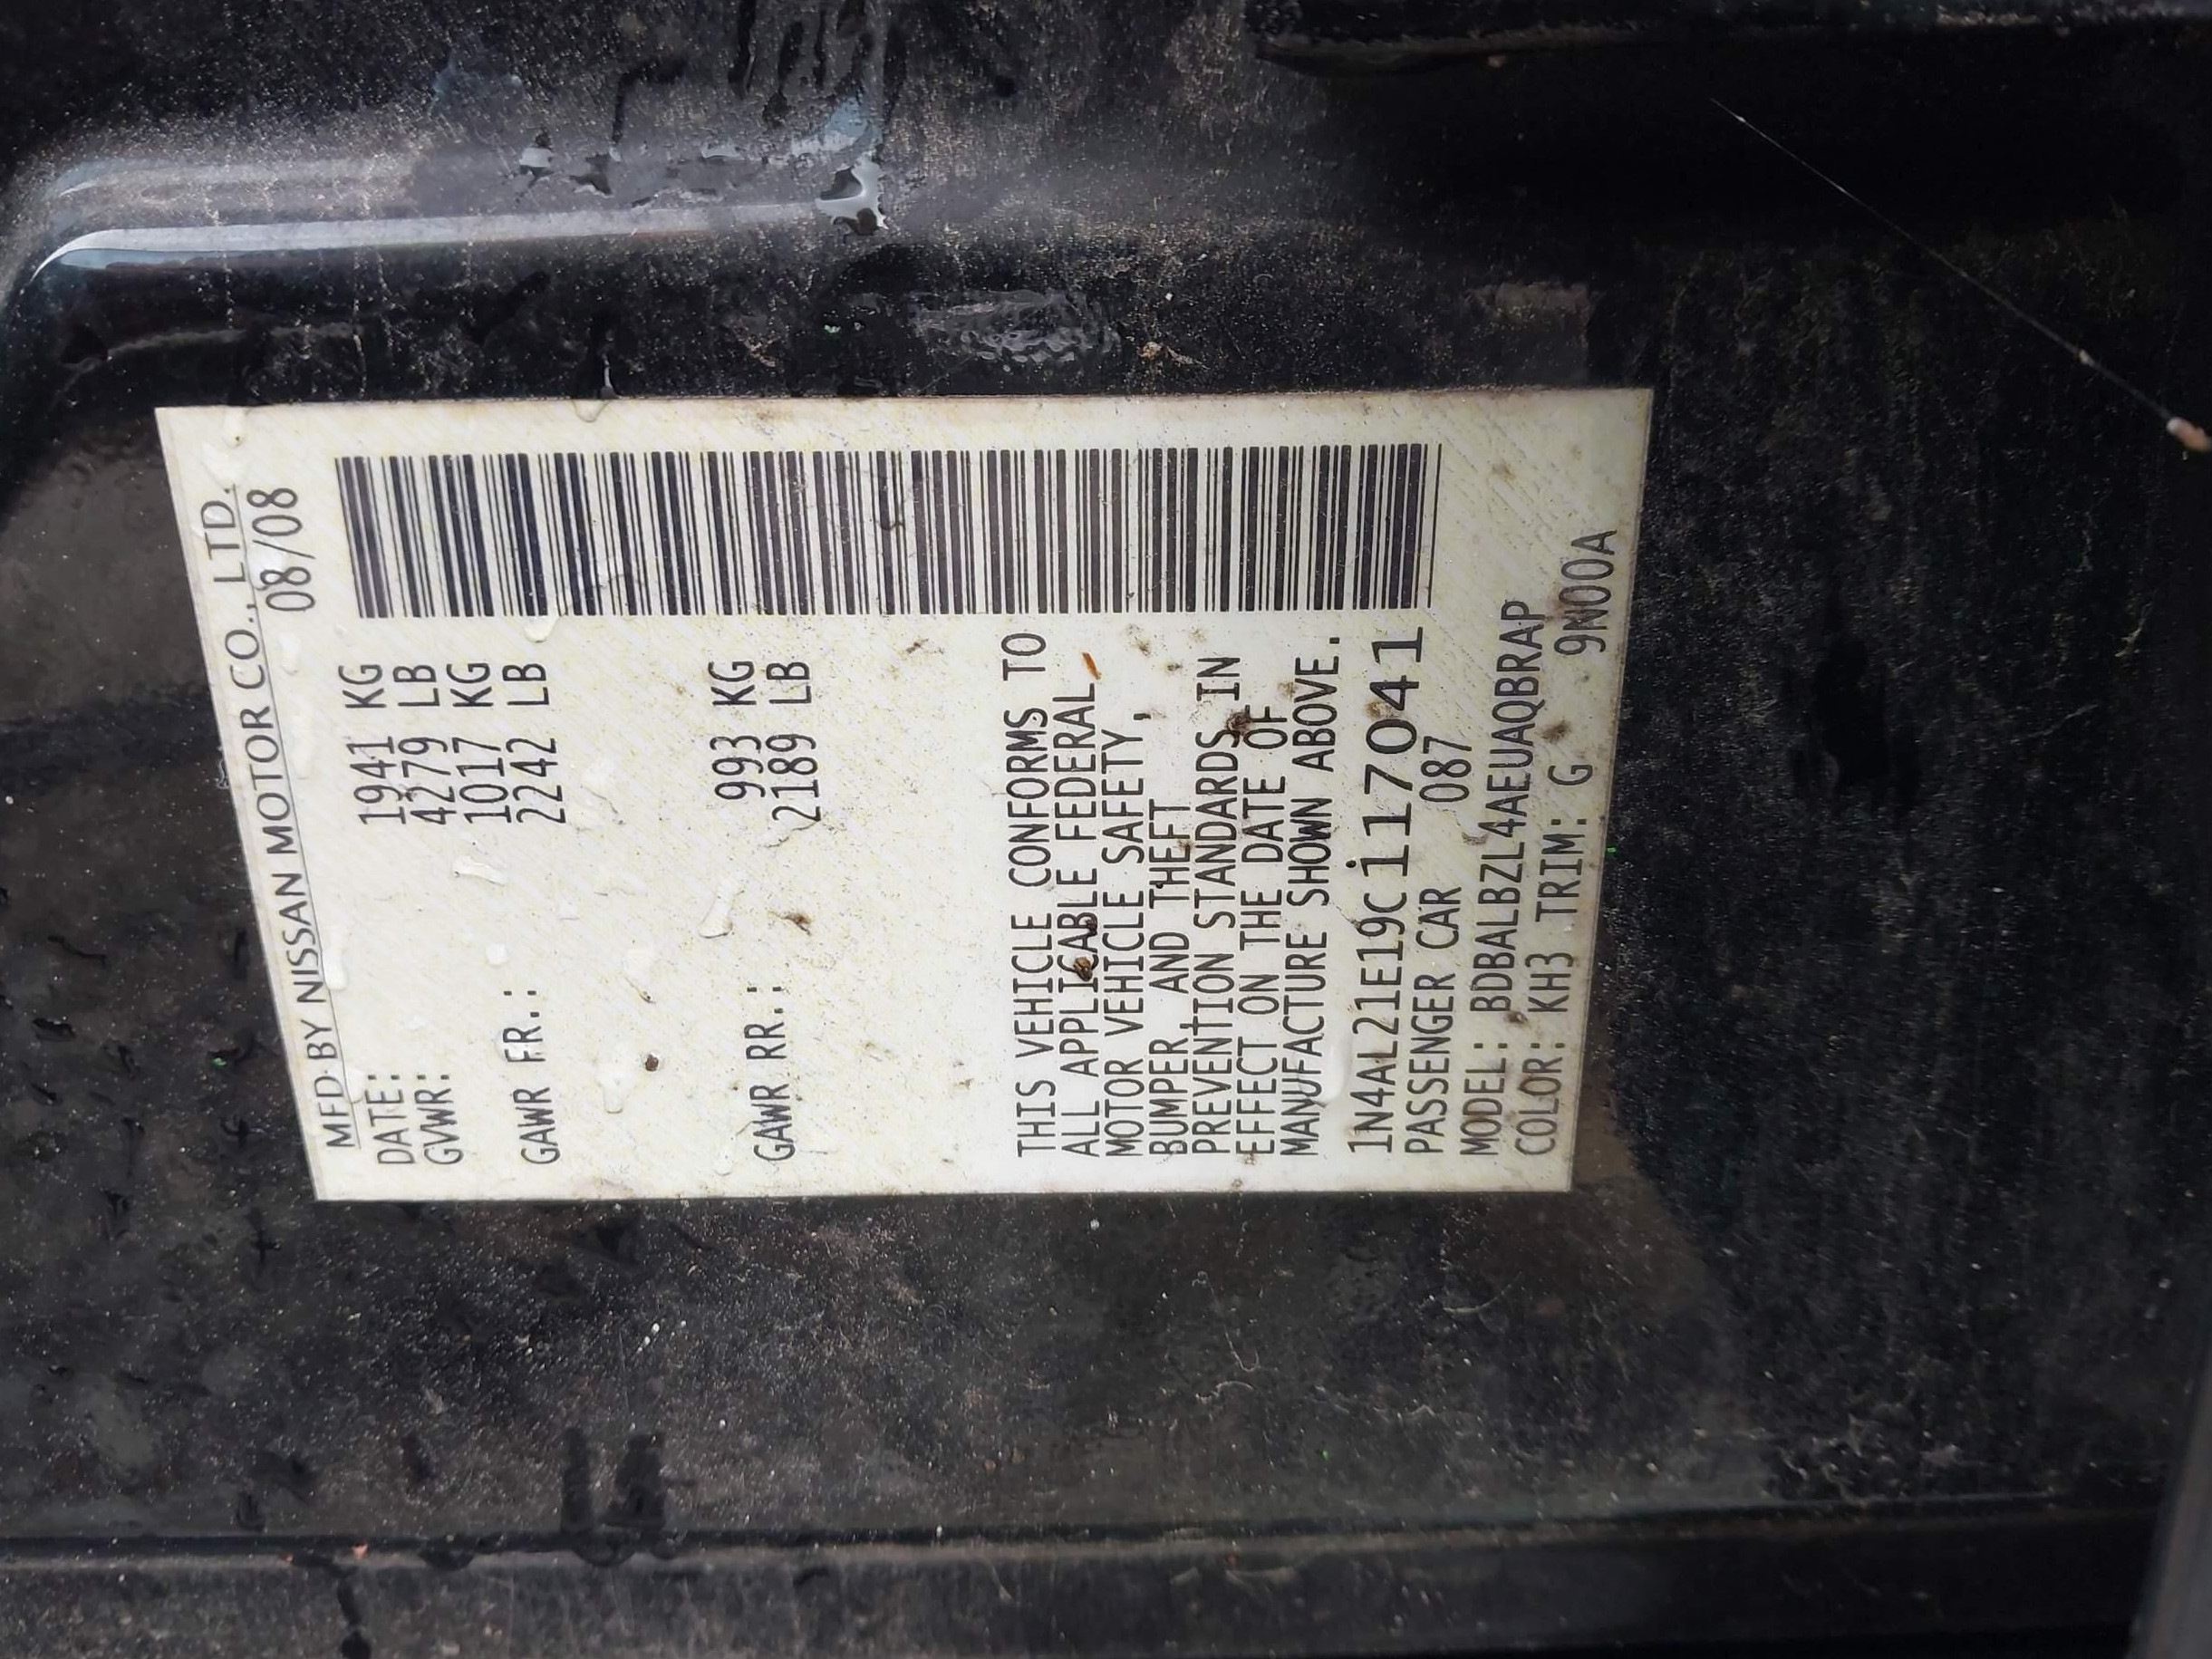 MFD BY NISSAN MOTOR CO., LTD.
DATE: 08/08
GVWR: 1941 KG
4279 LB
GAWR FR.: 1017 KG
2242 LB
GAWR RR.: 993 KG
2189 LB
THIS VEHICLE CONFORMS TO
ALL APPLICABLE FEDERAL
MOTOR VEHICLE SAFETY,
BUMPER, AND THEFT
PREVENTION STANDARDS IN
EFFECT ON THE DATE OF
MANUFACTURE SHOWN ABOVE.
1N4AL21E19C117041
PASSENGER CAR 087
MODEL: BDBALBZL4AEUAQBRAP
COLOR: KH3 TRIM: G 9N00A